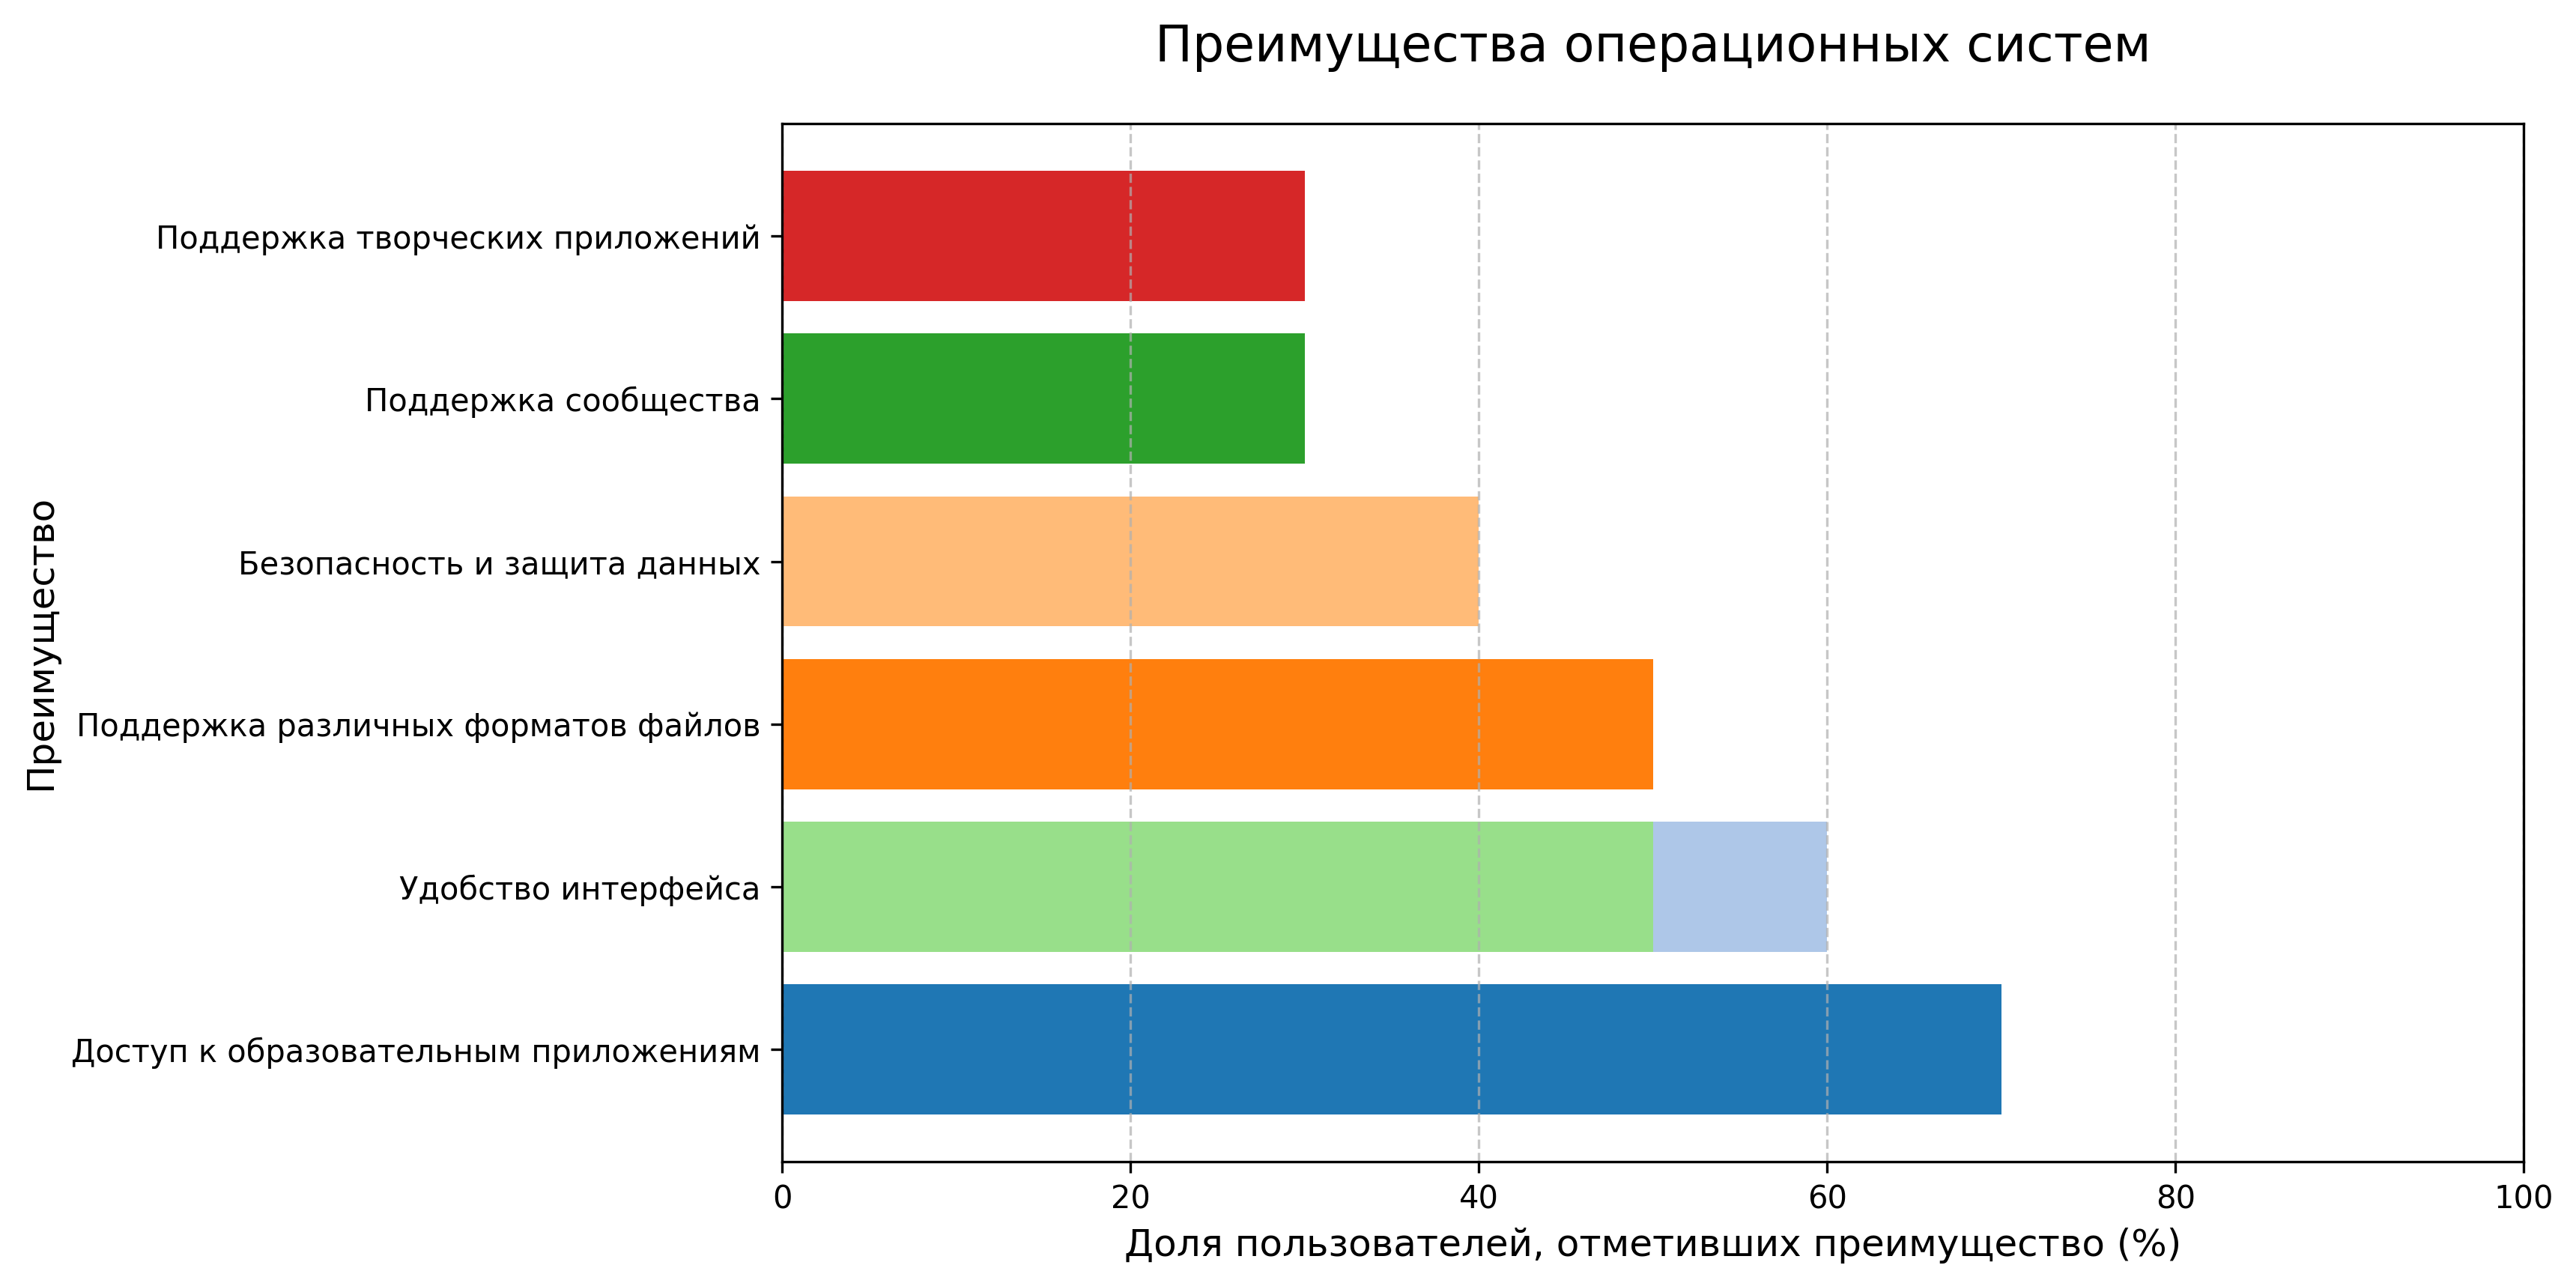 Преимущества операционных систем
Преимущество
Поддержка творческих приложений
Поддержка сообщества
Безопасность и защита данных
Поддержка различных форматов файлов
Удобство интерфейса
Доступ к образовательным приложениям
0 20 40 60 80 100
Доля пользователей, отметивших преимущество (%)